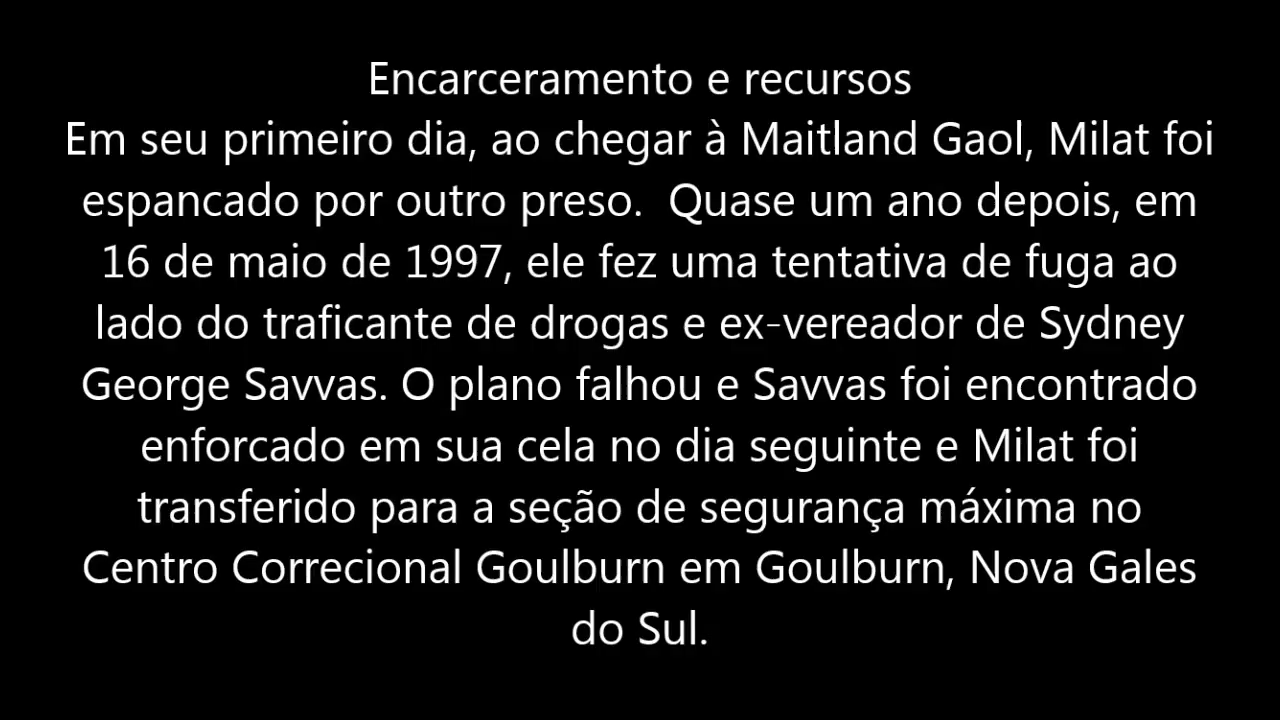 Encarceramento e recursos
Em seu primeiro dia, ao chegar à Maitland Gaol, Milat foi
espancado por outro preso.  Quase um ano depois, em
16 de maio de 1997, ele fez uma tentativa de fuga ao
lado do traficante de drogas e ex-vereador de Sydney
George Savvas. O plano falhou e Savvas foi encontrado
enforcado em sua cela no dia seguinte e Milat foi
transferido para a seção de segurança máxima no
Centro Correcional Goulburn em Goulburn, Nova Gales
do Sul.